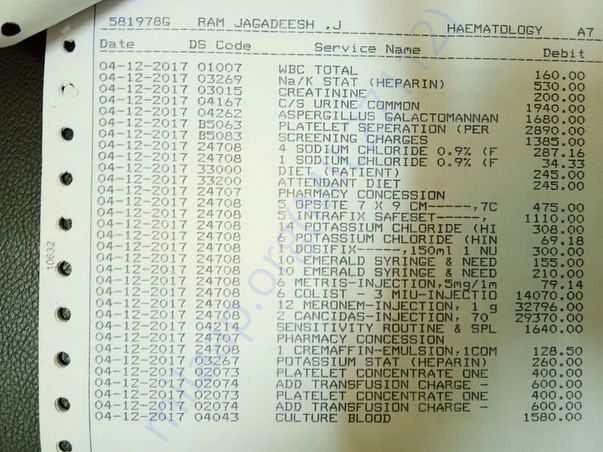 581978G RAM JAGADEESH .J HAEMATOLOGY A7
Date DS Code Service Name Debit
04-12-2017 01007 WBC TOTAL 160.00
04-12-2017 03269 Na/K STAT (HEPARIN) 530.00
04-12-2017 03015 CREATININE 200.00
04-12-2017 04167 C/S URINE COMMON 1940.00
04-12-2017 04262 ASPERGILLUS GALACTOMANNAN 1680.00
04-12-2017 B5063 PLATELET SEPERATION (PER 2890.00
04-12-2017 B5083 SCREENING CHARGES 1385.00
04-12-2017 24708 4 SODIUM CHLORIDE 0.9% (F 287.16
04-12-2017 24708 1 SODIUM CHLORIDE 0.9% (F 34.33
04-12-2017 33000 DIET (PATIENT) 245.00
04-12-2017 33200 ATTENDANT DIET 245.00
04-12-2017 24707 PHARMACY CONCESSION
04-12-2017 24708 5 OPSITE 7 X 9 CM-----,7C 475.00
04-12-2017 24708 5 INTRAFIX SAFESET-----, 1110.00
04-12-2017 24708 14 POTASSIUM CHLORIDE (HI 308.00
04-12-2017 24708 POTASSIUM CHLORIDE (HIN 69.18
04-12-2017 24708 DOSIFIX-----,150ml 1 NU 300.00
04-12-2017 24708 10 EMERALD SYRINGE & NEED 155.00
04-12-2017 24708 10 EMERALD SYRINGE & NEED 210.00
04-12-2017 24708 6 METRIS-INJECTION,5mg/1m 79.14
04-12-2017 24708 6 COLIST - 3 MIU-INJECTIO 14070.00
04-12-2017 24708 12 MERONEM-INJECTION, 1 g 32796.00
04-12-2017 24708 2 CANCIDAS-INJECTION, 70 29370.00
04-12-2017 04214 SENSITIVITY ROUTINE & SPL 1640.00
04-12-2017 24707 PHARMACY CONCESSION
04-12-2017 24708 1 CREMAFFIN-EMULSION,1COM 128.50
04-12-2017 03267 POTASSIUM STAT (HEPARIN) 260.00
04-12-2017 02073 PLATELET CONCENTRATE ONE 400.00
04-12-2017 02074 ADD TRANSFUSION CHARGE - 600.00
04-12-2017 02073 PLATELET CONCENTRATE ONE 400.00
04-12-2017 02074 ADD TRANSFUSION CHARGE - 600.00
04-12-2017 04043 CULTURE BLOOD 1580.00
10632